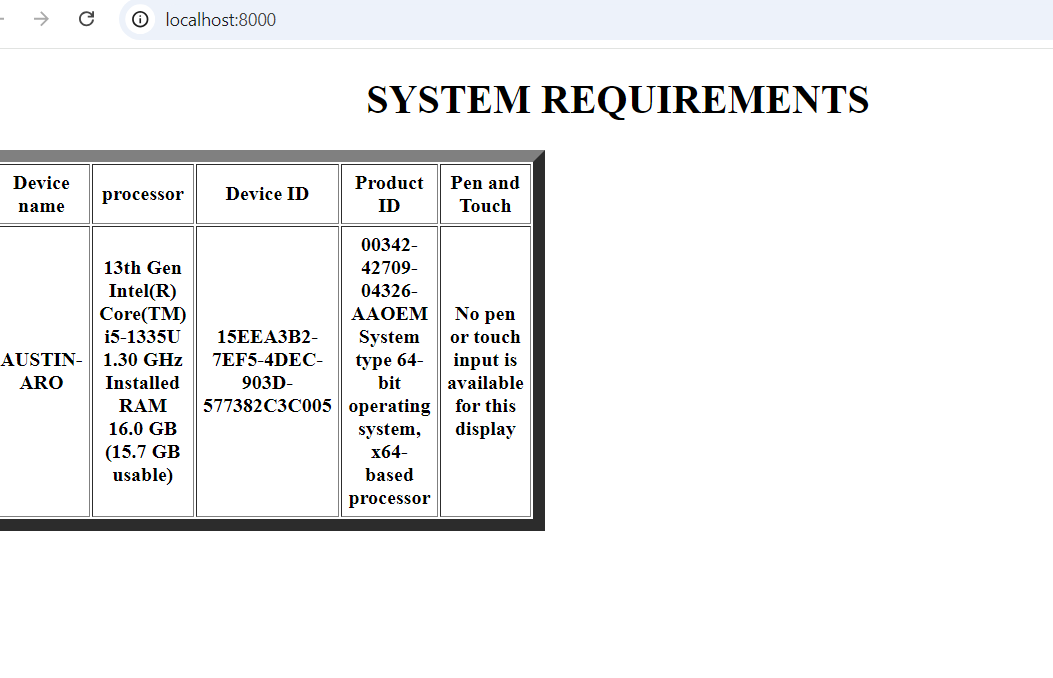 localhost:8000
SYSTEM REQUIREMENTS
Device
name
processor
Device ID
Product
ID
Pen and
Touch
AUSTIN-
ARO
13th Gen
Intel(R)
Core(TM)
i5-1335U
1.30 GHz
Installed
RAM
16.0 GB
(15.7 GB
usable)
15EEA3B2-
7EF5-4DEC-
903D-
577382C3C005
00342-
42709-
04326-
AAOEM
System
type 64-
bit
operating
system,
x64-
based
processor
No pen
or touch
input is
available
for this
display